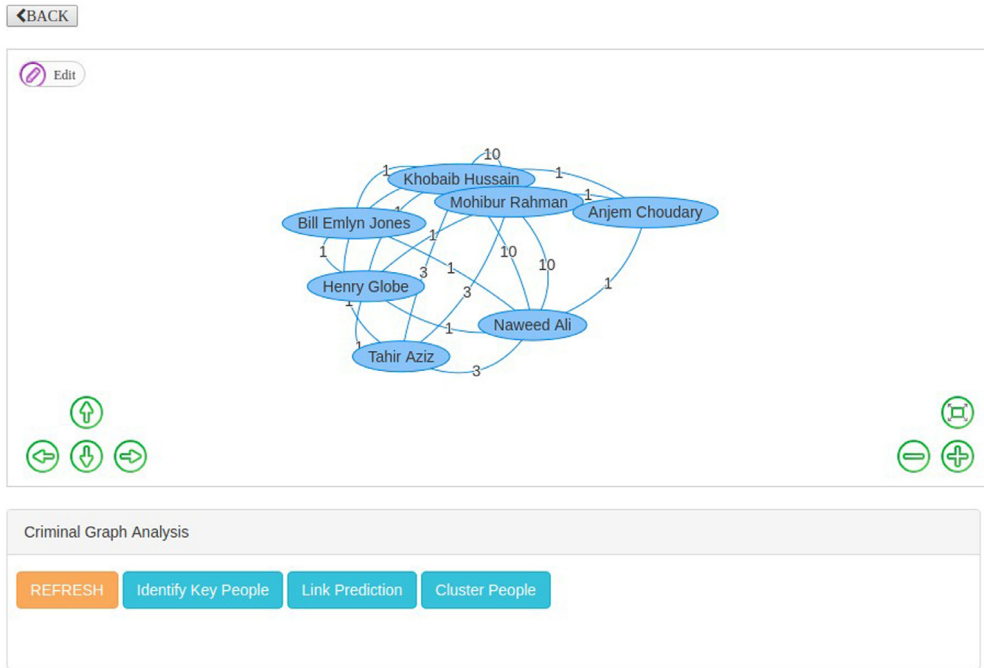 BACK
Edit
10
1
1
Khobaib Hussain
1
Mohibur Rahman
1
Anjem Choudary
Bill Emlyn Jones
1
1
10
10
3
1
1
Henry Globe
3
1
1
Naweed Ali
1
Tahir Aziz
3
Criminal Graph Analysis
REFRESH Identify Key People Link Prediction Cluster People